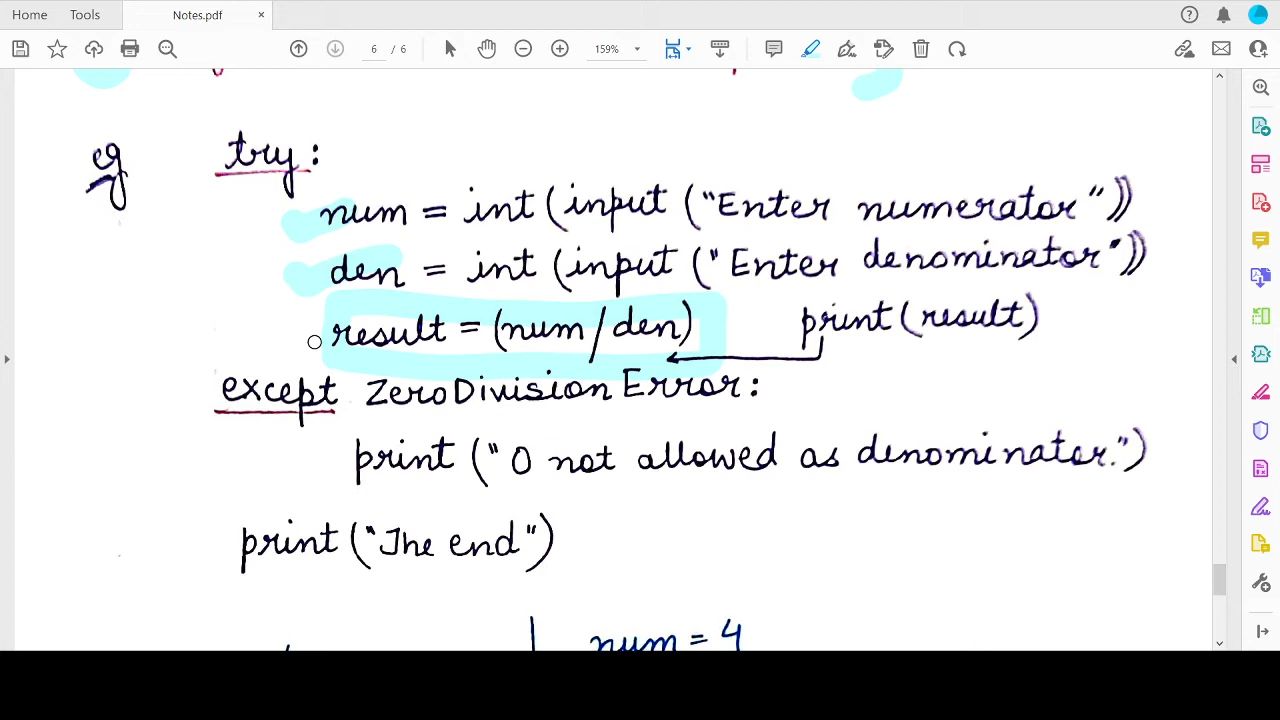 Home Tools Notes.pdf ×
6 / 6 159%
eg try:
num = int (input ("Enter numerator"))
den = int (input ("Enter denominator"))
result = (num/den) print (result)
except ZeroDivisionError:
print ("0 not allowed as denominator.")
print ("The end")
num = 4